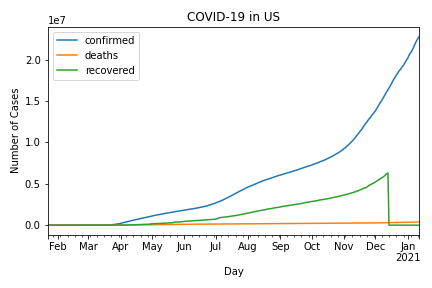 COVID-19 in US
1e7
confirmed
deaths
recovered
2.0
1.5
1.0
0.5
0.0
Number of Cases
Feb Mar Apr May Jun Jul Aug Sep Oct Nov Dec Jan
2021
Day